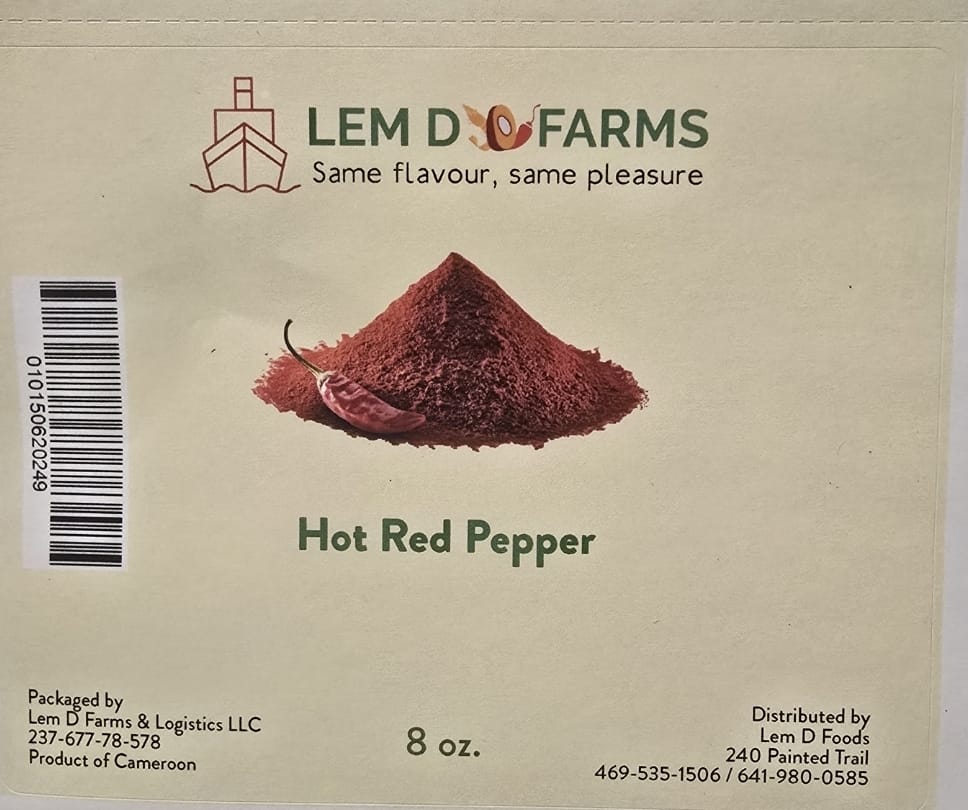 LEM D FARMS
Same flavour, same pleasure
010150620249
Hot Red Pepper
Packaged by
Lem D Farms & Logistics LLC
237-677-78-578
Product of Cameroon
8 oz.
Distributed by
Lem D Foods
240 Painted Trail
469-535-1506 / 641-980-0585